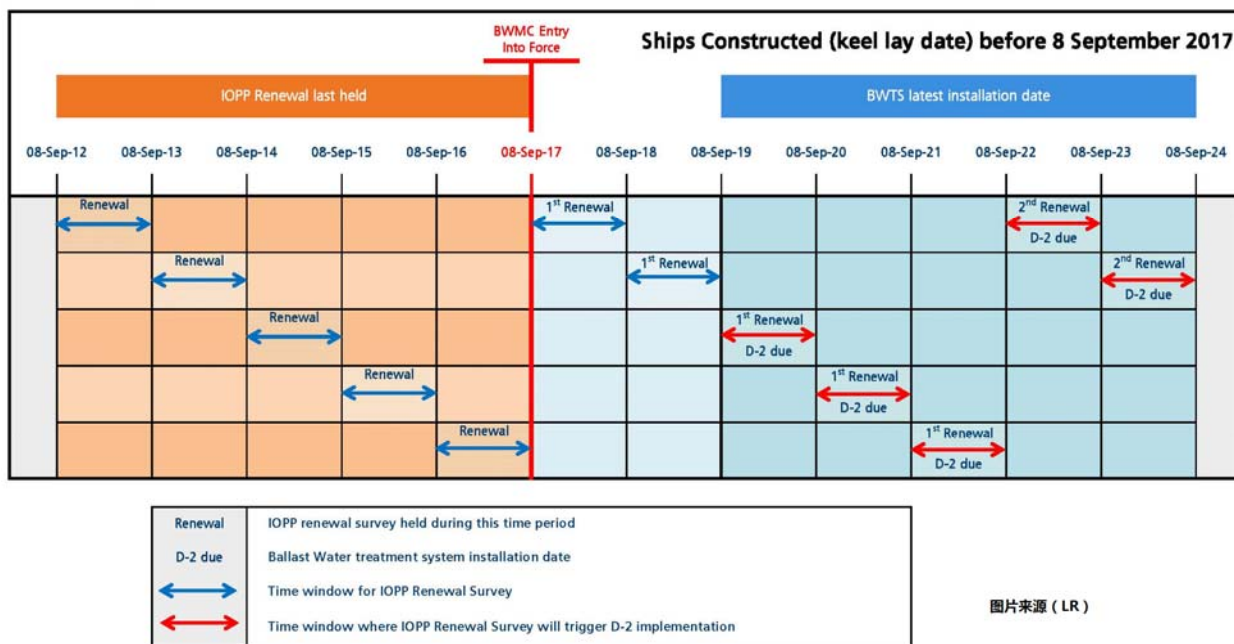 BWMC Entry
Into Force
Ships Constructed (keel lay date) before 8 September 2017
IOPP Renewal last held
BWTS latest installation date
08-Sep-12 08-Sep-13 08-Sep-14 08-Sep-15 08-Sep-16 08-Sep-17 08-Sep-18 08-Sep-19 08-Sep-20 08-Sep-21 08-Sep-22 08-Sep-23 08-Sep-24
Renewal 1st Renewal 2nd Renewal
D-2 due
Renewal 1st Renewal 2nd Renewal
D-2 due
Renewal 1st Renewal
D-2 due
Renewal 1st Renewal
D-2 due
Renewal 1st Renewal
D-2 due
Renewal IOPP renewal survey held during this time period
D-2 due Ballast Water treatment system installation date
Time window for IOPP Renewal Survey
Time window where IOPP Renewal Survey will trigger D-2 implementation
图片来源（LR）